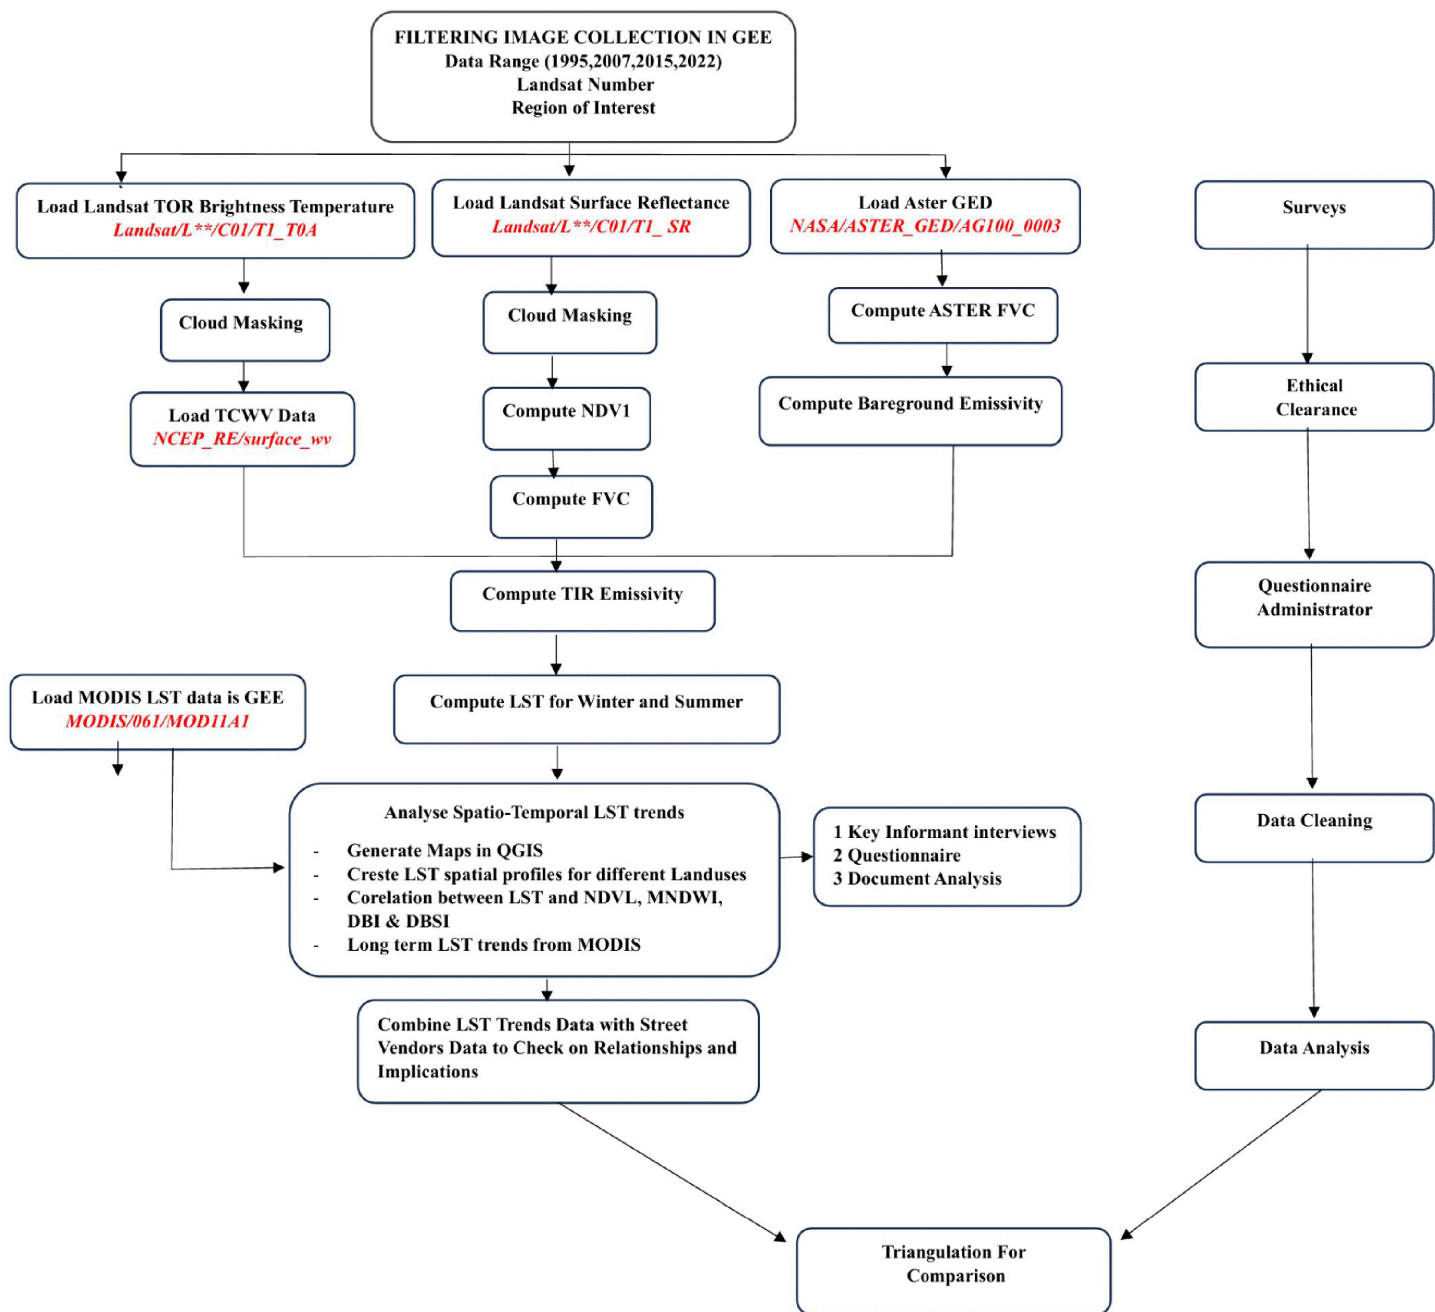 FILTERING IMAGE COLLECTION IN GEE
Data Range (1995,2007,2015,2022)
Landsat Number
Region of Interest
Load Landsat TOR Brightness Temperature
Landsat/L**/C01/T1_T0A
Load Landsat Surface Reflectance
Landsat/L**/C01/T1_ SR
Load Aster GED
NASA/ASTER_GED/AG100_0003
Surveys
Cloud Masking
Cloud Masking
Compute ASTER FVC
Load TCWV Data
NCEP_RE/surface_wv
Compute NDV1
Compute Bareground Emissivity
Ethical
Clearance
Compute FVC
Compute TIR Emissivity
Questionnaire
Administrator
Load MODIS LST data is GEE
MODIS/061/MOD11A1
Compute LST for Winter and Summer
Analyse Spatio-Temporal LST trends
- Generate Maps in QGIS
- Creste LST spatial profiles for different Landuses
- Corelation between LST and NDVL, MNDWI,
DBI & DBSI
- Long term LST trends from MODIS
1 Key Informant interviews
2 Questionnaire
3 Document Analysis
Data Cleaning
Combine LST Trends Data with Street
Vendors Data to Check on Relationships and
Implications
Data Analysis
Triangulation For
Comparison